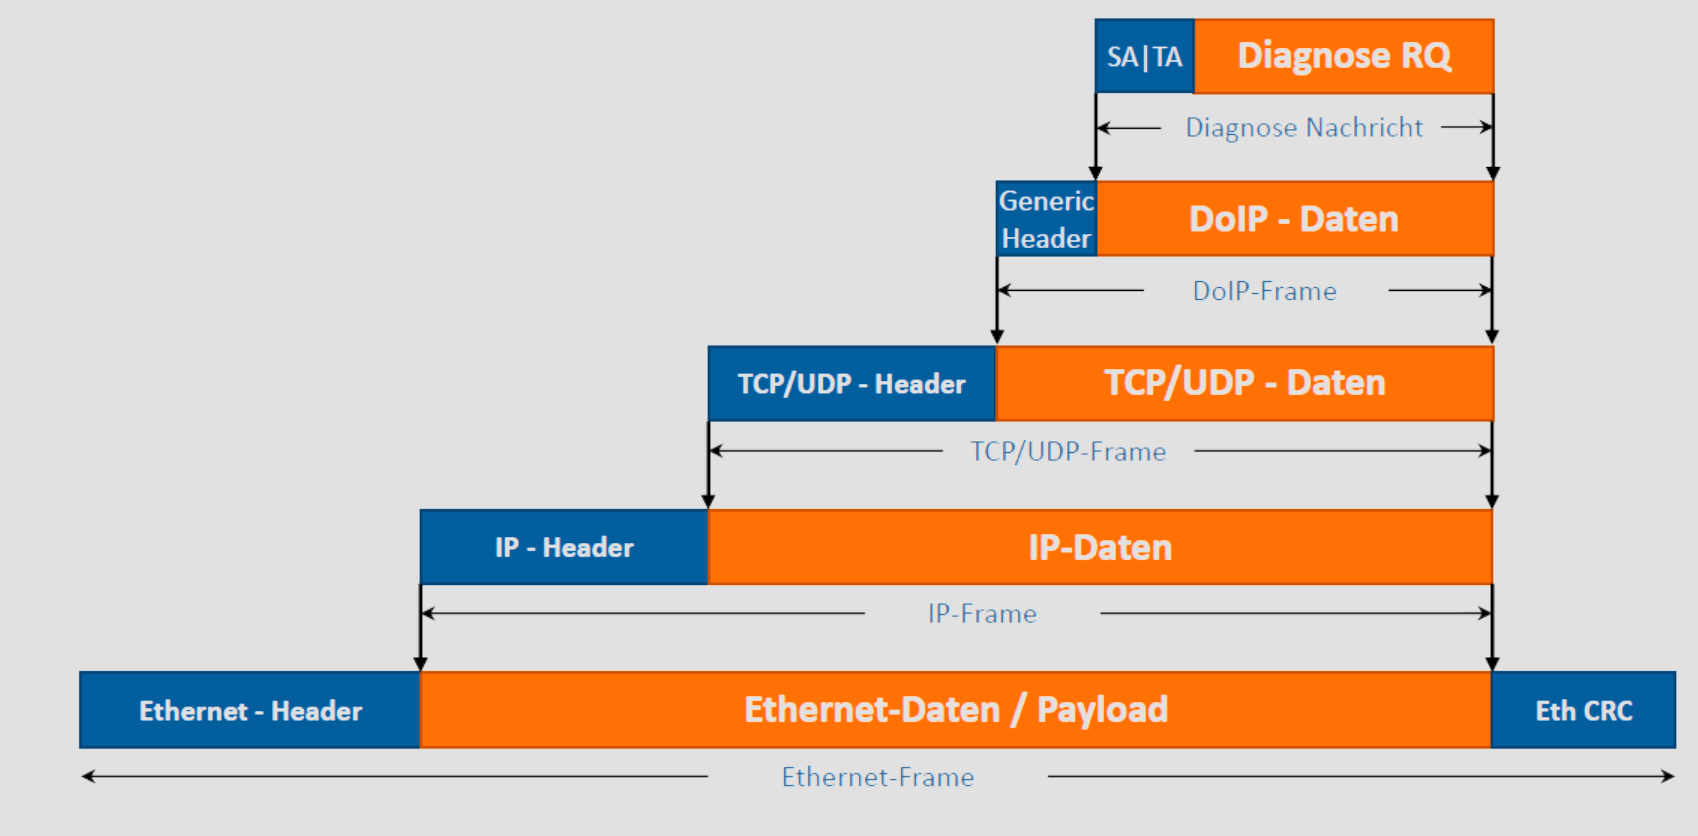 SA|TA
Diagnose RQ
Diagnose Nachricht
Generic
Header
DoIP - Daten
DoIP-Frame
TCP/UDP - Header
TCP/UDP - Daten
TCP/UDP-Frame
IP - Header
IP-Daten
IP-Frame
Ethernet - Header
Ethernet-Daten / Payload
Eth CRC
Ethernet-Frame